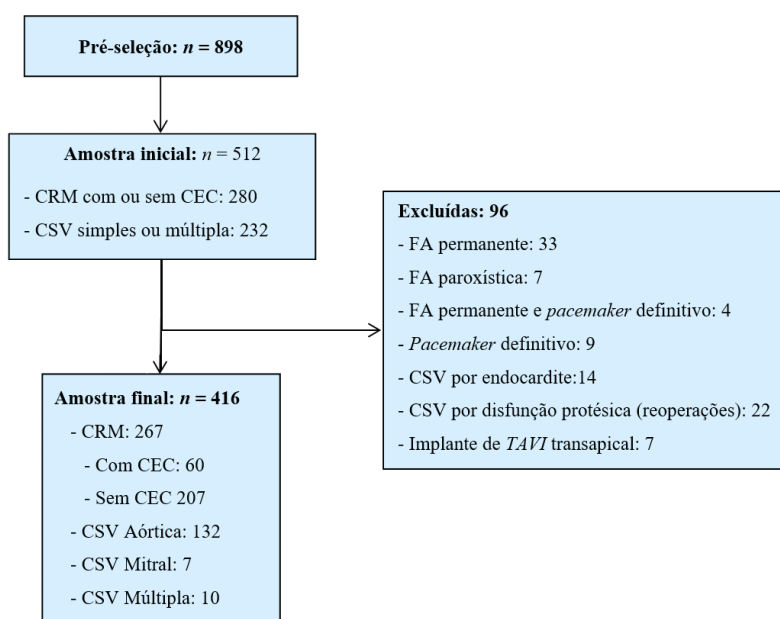 Pré-seleção: n = 898
Amostra inicial: n = 512
- CRM com ou sem CEC: 280
- CSV simples ou múltipla: 232
Excluídas: 96
- FA permanente: 33
- FA paroxística: 7
- FA permanente e pacemaker definitivo: 4
- Pacemaker definitivo: 9
- CSV por endocardite:14
- CSV por disfunção protésica (reoperações): 22
- Implante de TAVI transapical: 7
Amostra final: n = 416
- CRM: 267
- Com CEC: 60
- Sem CEC 207
- CSV Aórtica: 132
- CSV Mitral: 7
- CSV Múltipla: 10